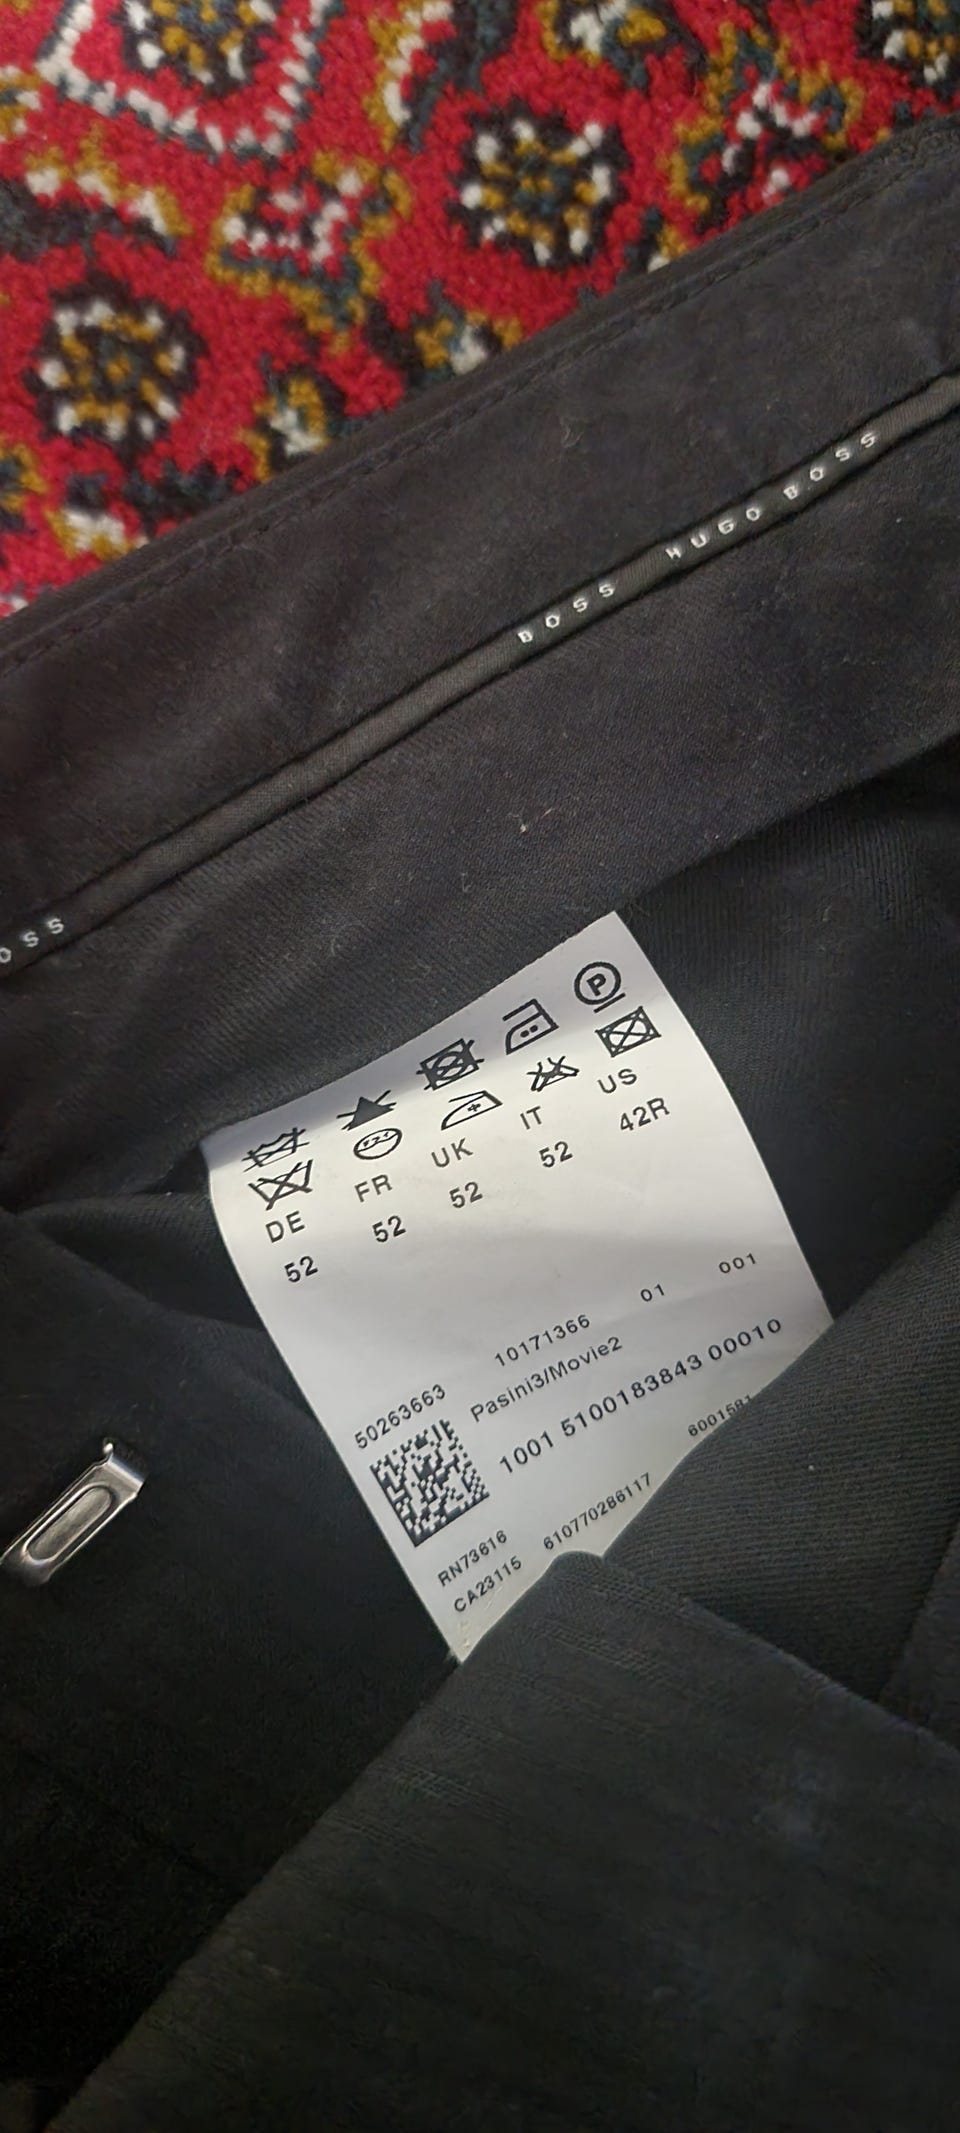 BOSS HUGO BOSS
OSS
P
DE FR UK IT US
52 52 52 52 42R
10171366 01 001
50263663 Pasini3/Movie2
1001 5100183843 00010
RN73616
CA23115 610770286117